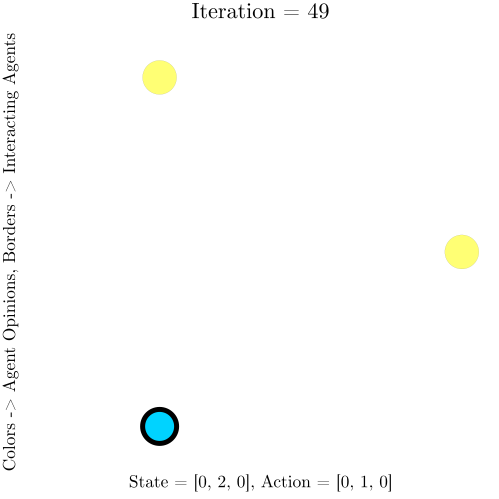 Iteration = 49
Colors -> Agent Opinions, Borders -> Interacting Agents
State = [0, 2, 0], Action = [0, 1, 0]